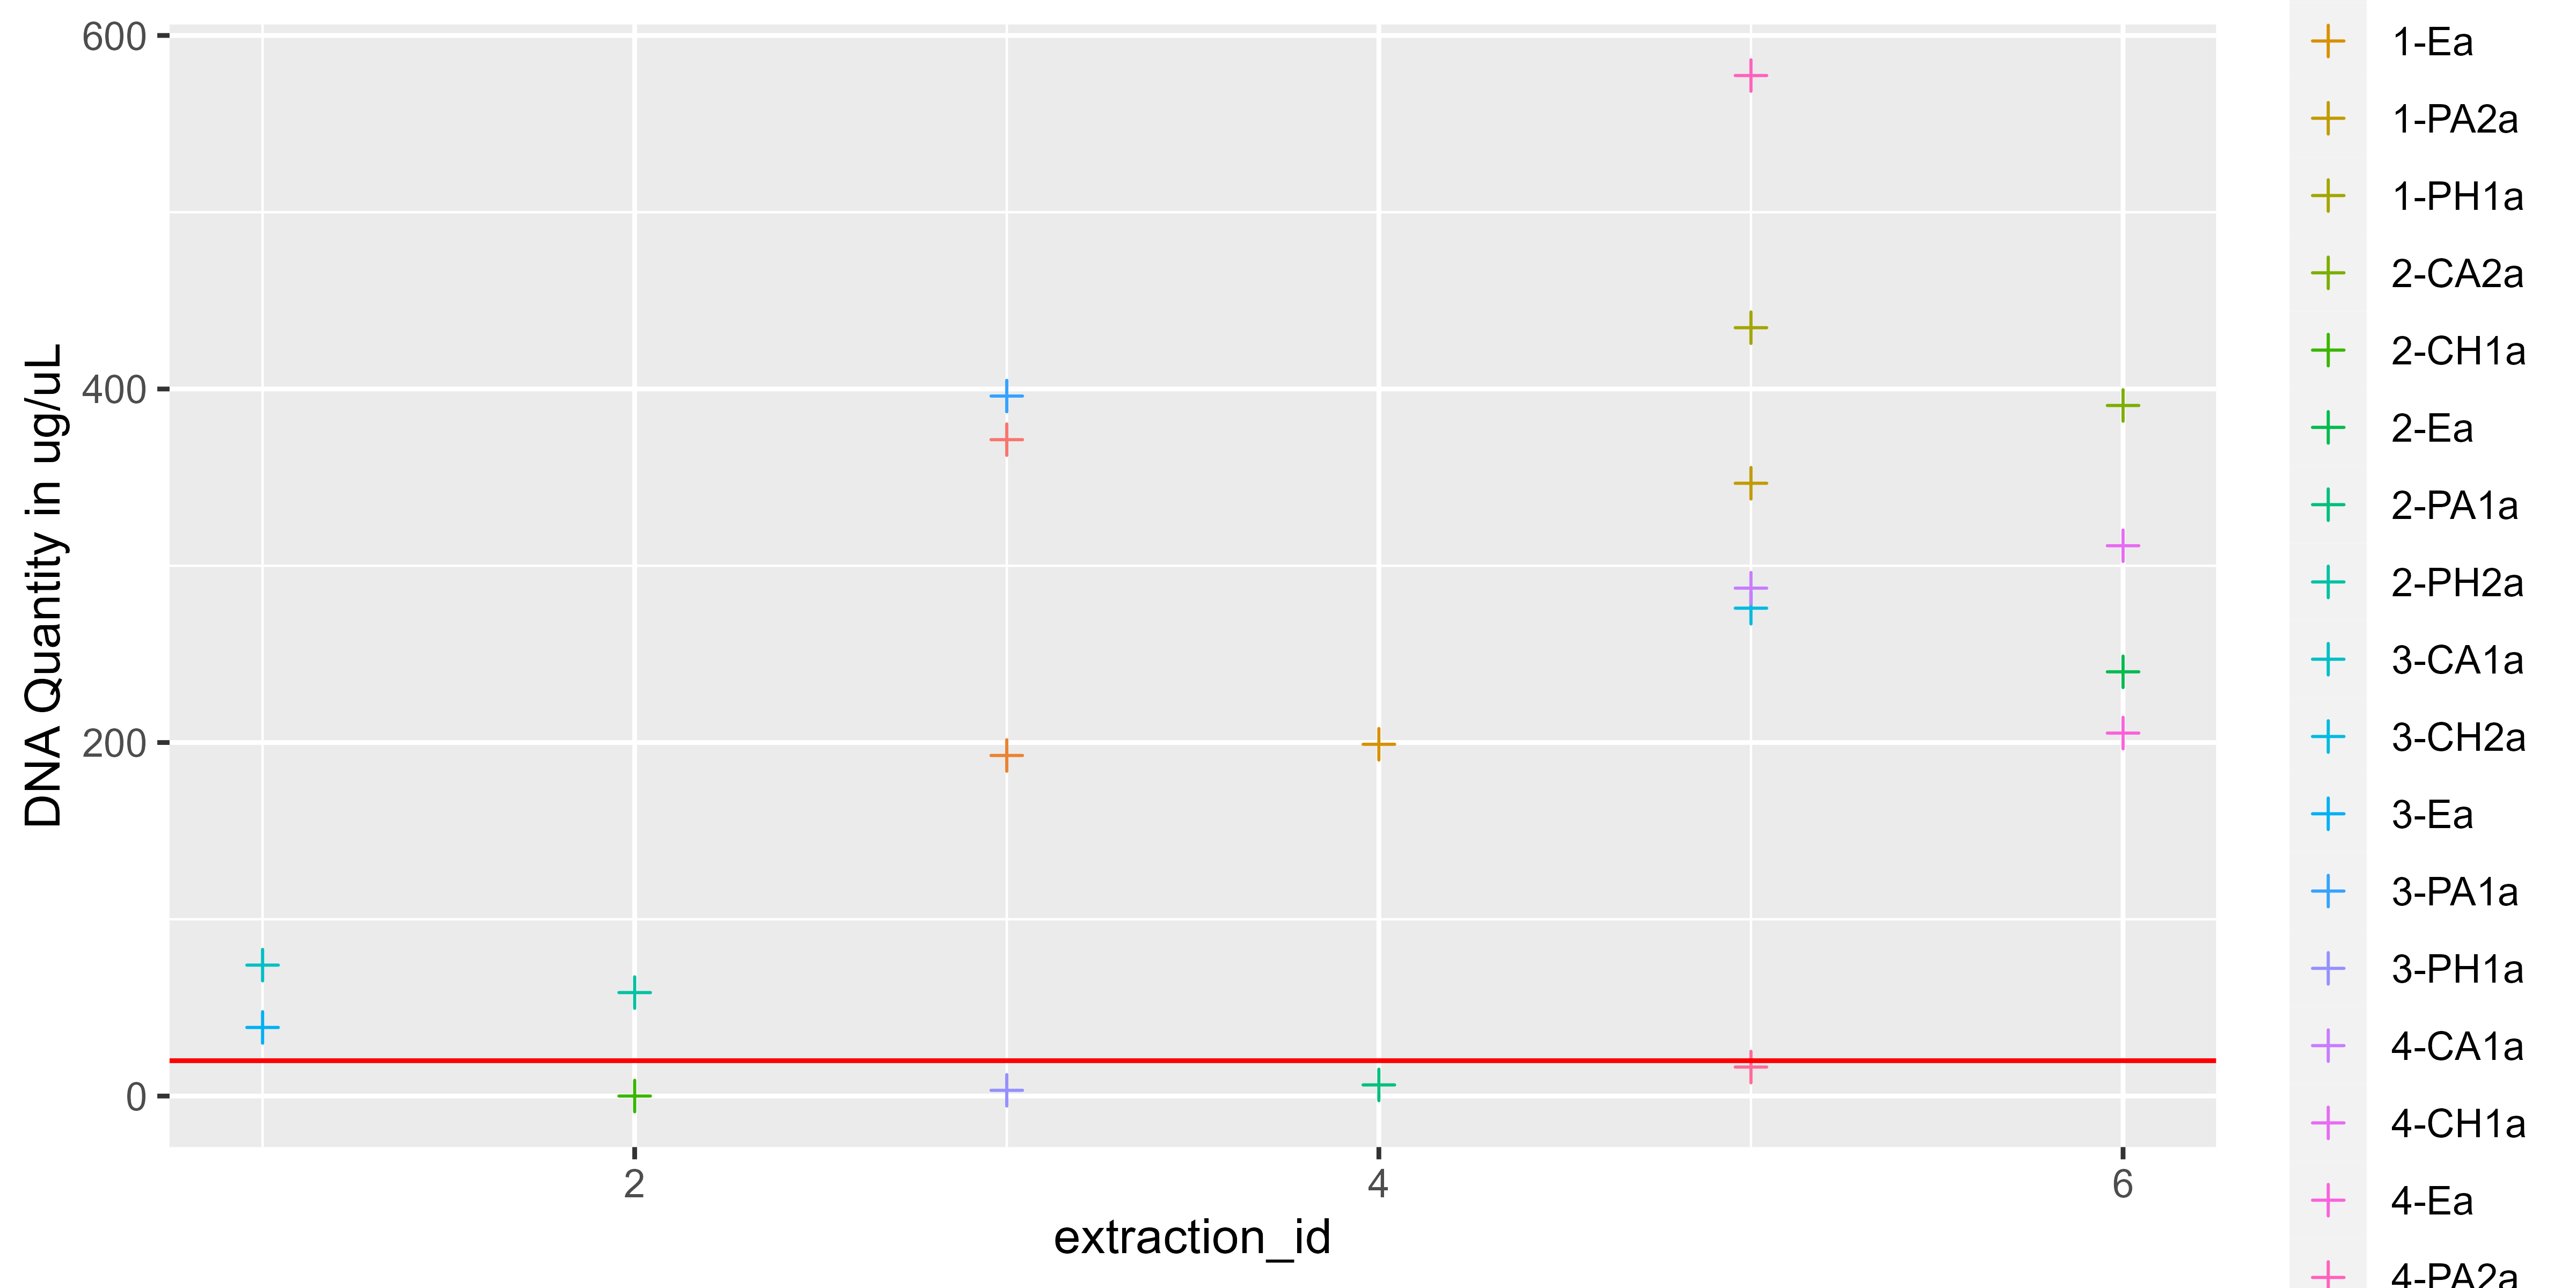 DNA Quantity in ug/uL
600
400
200
0
2
4
6
extraction_id
1-Ea
1-PA2a
1-PH1a
2-CA2a
2-CH1a
2-Ea
2-PA1a
2-PH2a
3-CA1a
3-CH2a
3-Ea
3-PA1a
3-PH1a
4-CA1a
4-CH1a
4-Ea
4-PA2a